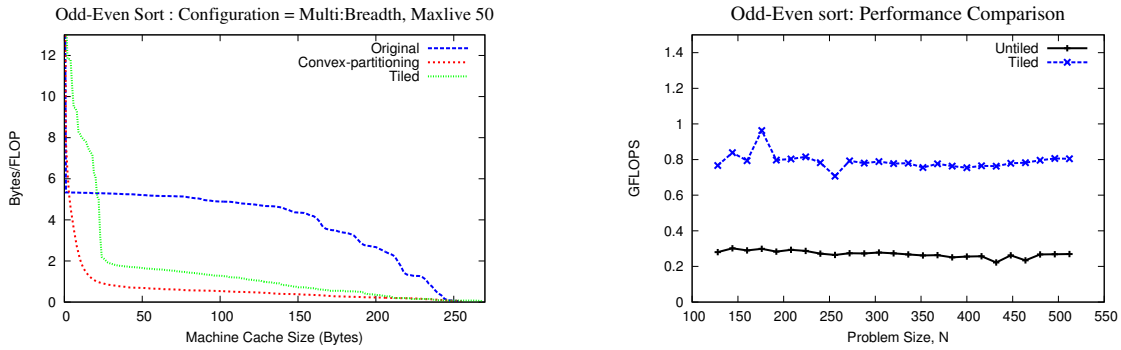 Odd-Even Sort : Configuration = Multi:Breadth, Maxlive 50
Bytes/FLOP
12
10
8
6
4
2
0
Original
Convex-partitioning
Tiled
0 50 100 150 200 250
Machine Cache Size (Bytes)
Odd-Even sort: Performance Comparison
GFLOPS
1.4
1.2
1
0.8
0.6
0.4
0.2
0
Untiled
Tiled
100 150 200 250 300 350 400 450 500 550
Problem Size, N